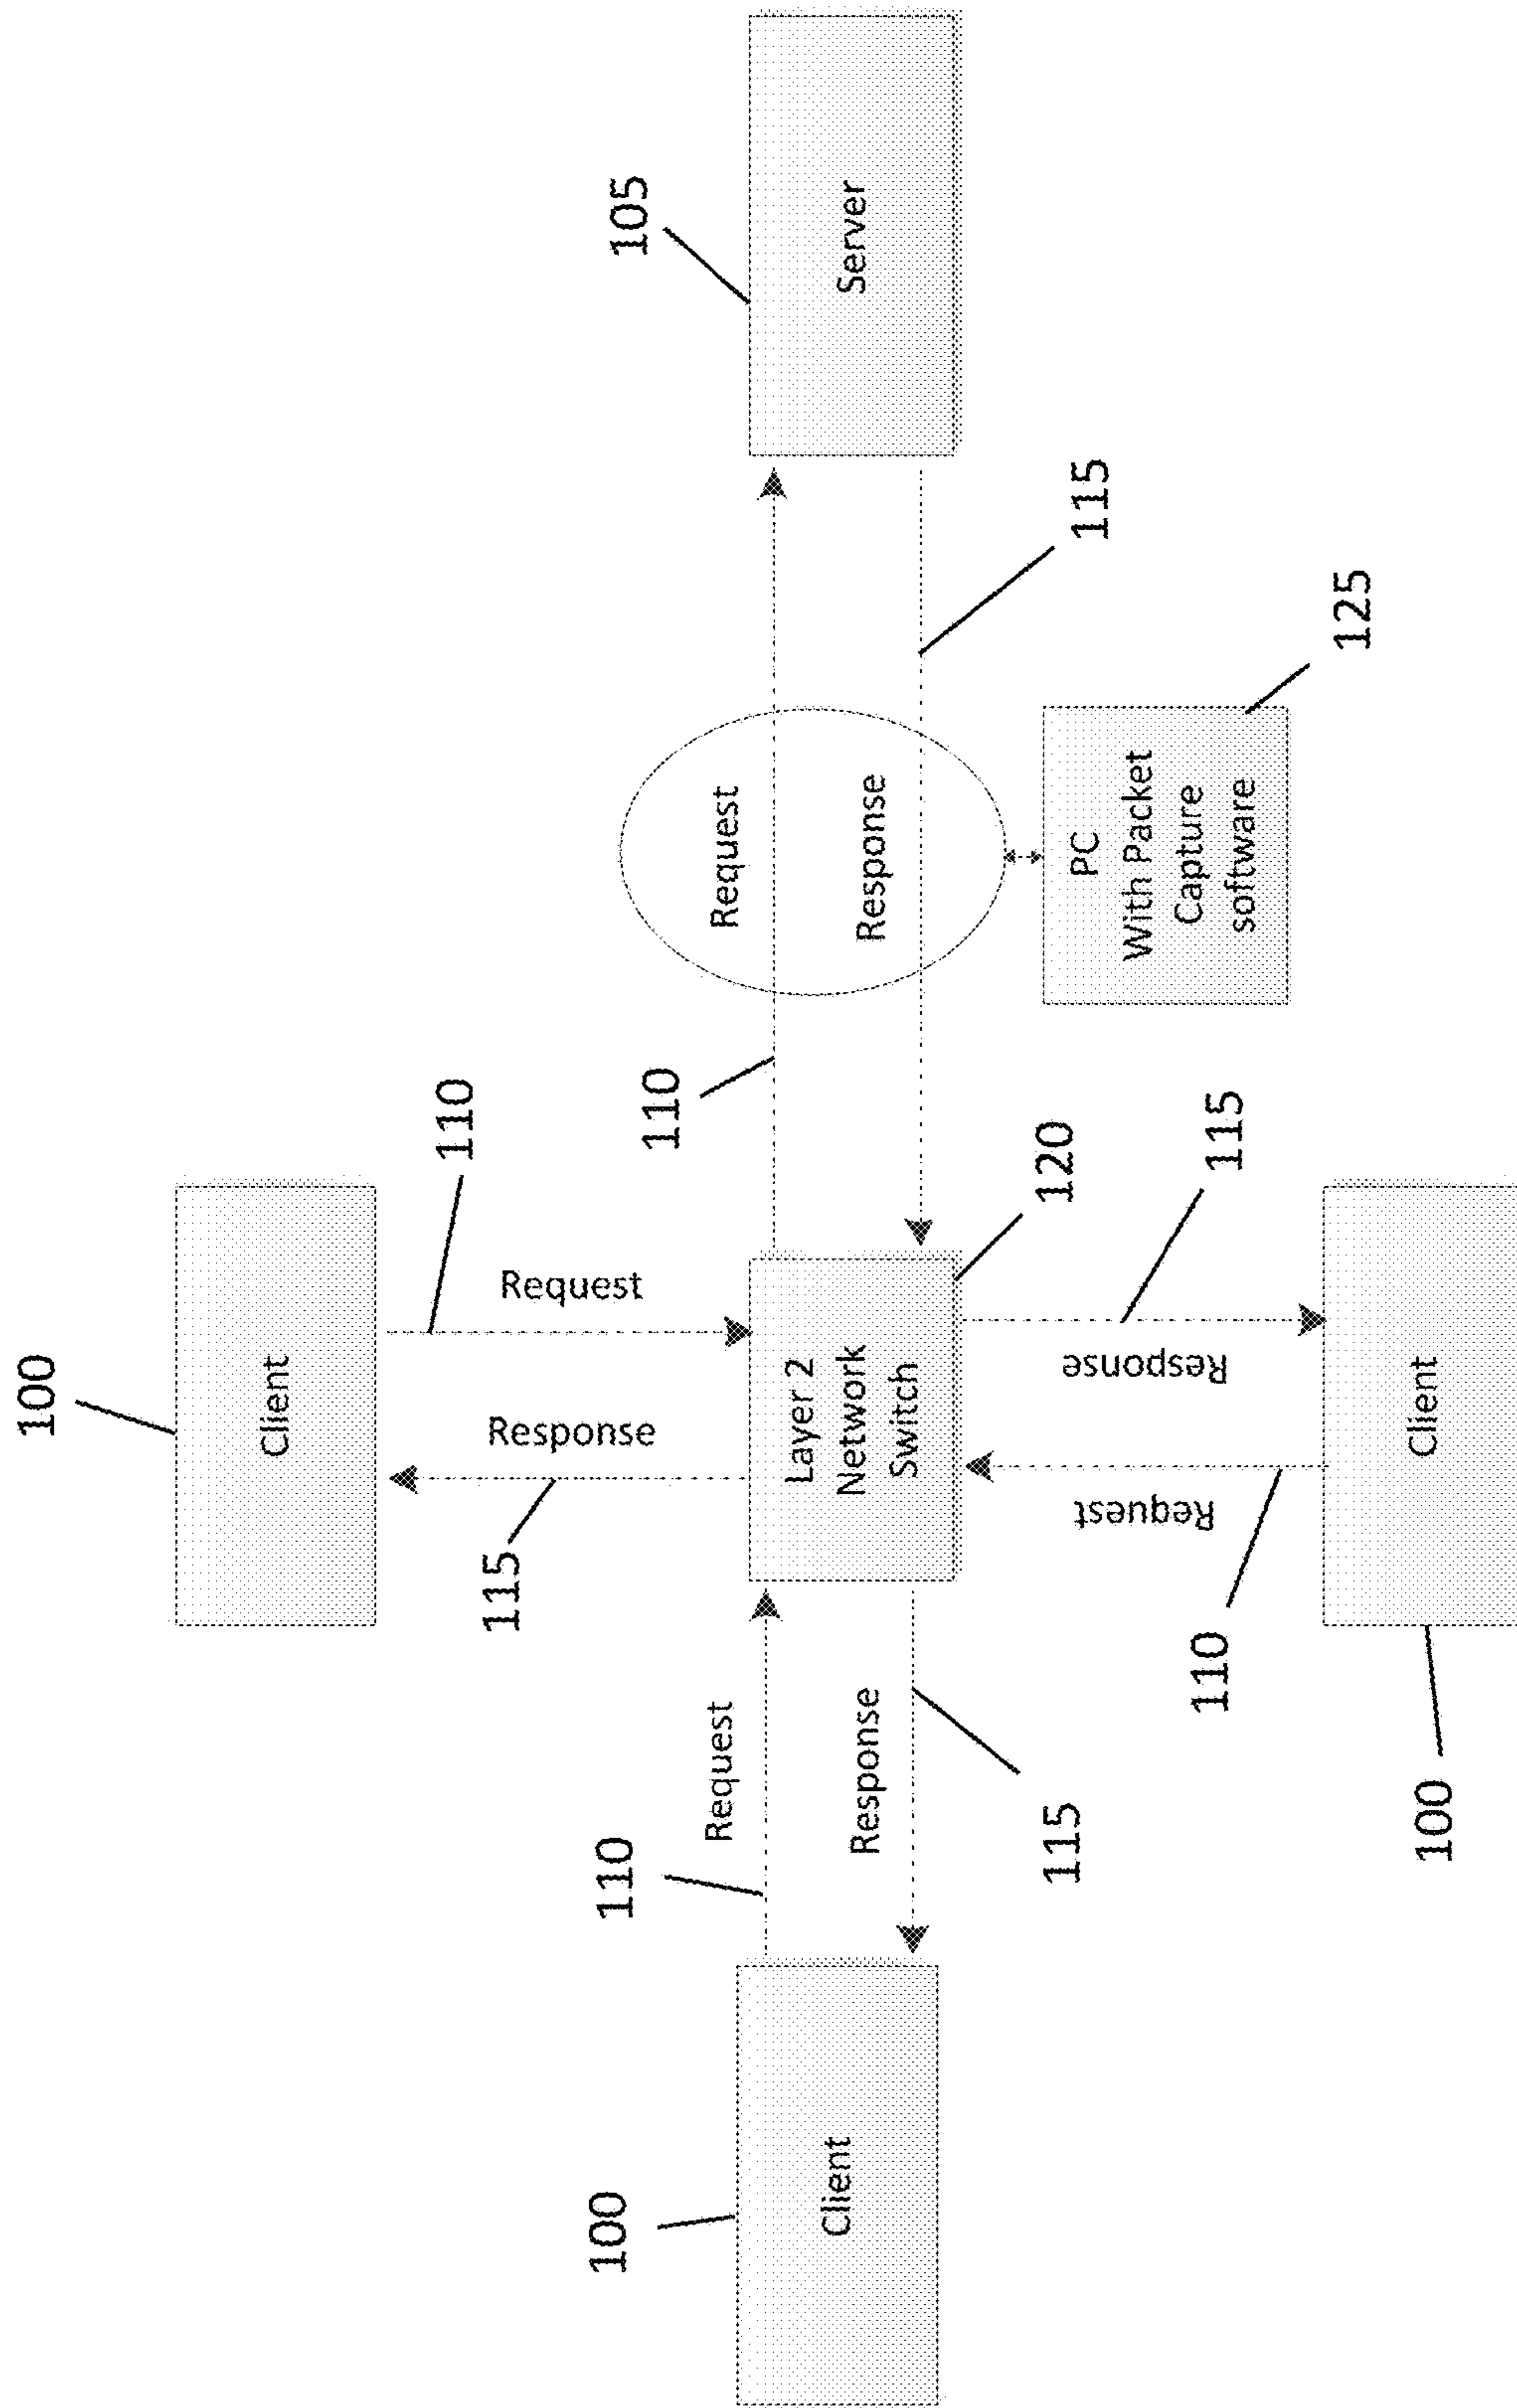 100
Client
110
115
Response
Request
100
110
110
105
Request
Request
Client
Layer 2
Network
Switch
Server
Response
Response
115
120
115
PC
With Packet
Capture
software
125
Request
Response
110
115
Client
100